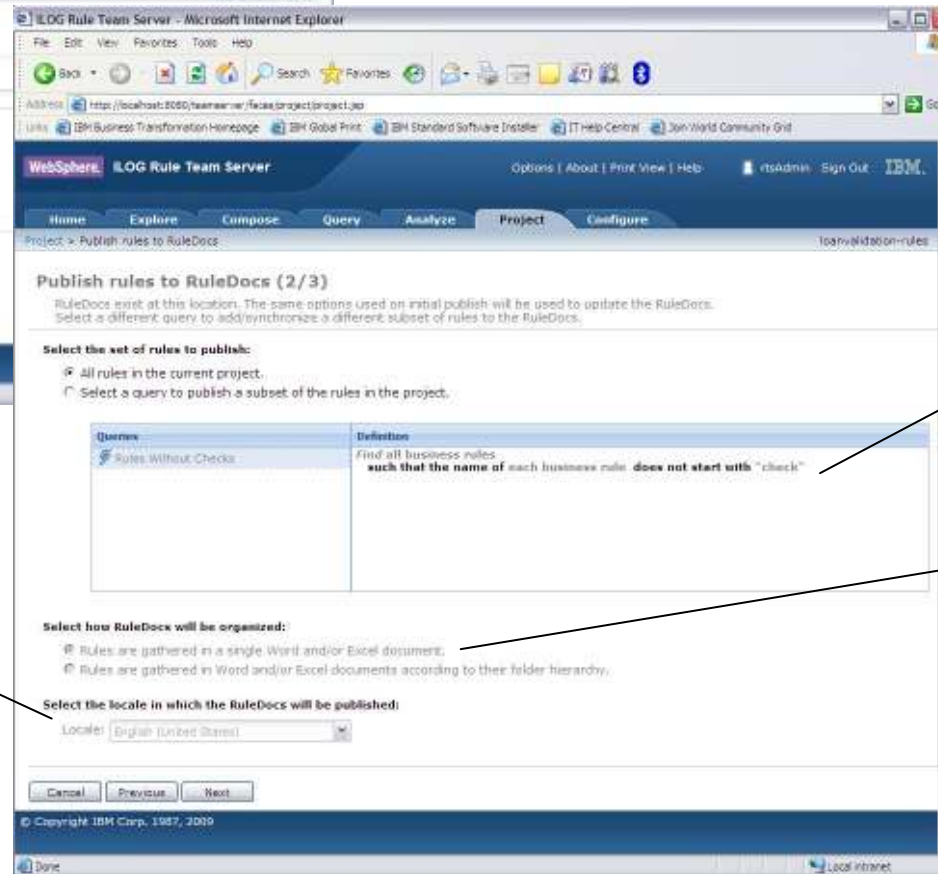 ILOG Rule Team Server - Microsoft Internet Explorer
File Edit View Favorites Tools Help
Back Search Favorites
Address http://localhost:8080/teamserver/faces/project/project.jsp Go
Links IBM Business Transformation Homepage IBM Global Print IBM Standard Software Installer IT Help Central Join World Community Grid
WebSphere. ILOG Rule Team Server Options | About | Print View | Help rtsAdmin Sign Out IBM.
Home Explore Compose Query Analyze Project Configure
Project > Publish rules to RuleDocs loanvalidation-rules
Publish rules to RuleDocs (2/3)
RuleDocs exist at this location. The same options used on initial publish will be used to update the RuleDocs.
Select a different query to add/synchronize a different subset of rules to the RuleDocs.
Select the set of rules to publish:
All rules in the current project.
Select a query to publish a subset of the rules in the project.
Queries Definition
Rules Without Checks Find all business rules
such that the name of each business rule does not start with "check"
Select how RuleDocs will be organized:
Rules are gathered in a single Word and/or Excel document.
Rules are gathered in Word and/or Excel documents according to their folder hierarchy.
Select the locale in which the RuleDocs will be published:
Locale: English (United States)
Cancel Previous Next
© Copyright IBM Corp. 1987, 2009
Done Local intranet